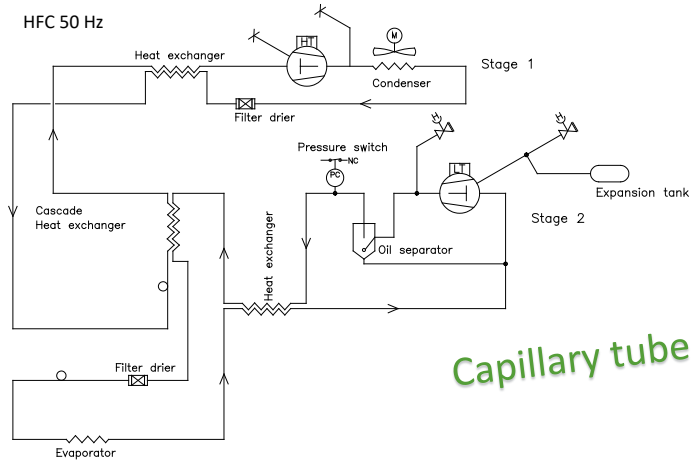 HFC 50 Hz
HT
M
Heat exchanger
Stage 1
Condenser
Filter drier
Pressure switch
NC
PC
LT
Expansion tank
Cascade
Heat exchanger
Heat exchanger
Stage 2
Oil separator
Capillary tube
Filter drier
Evaporator